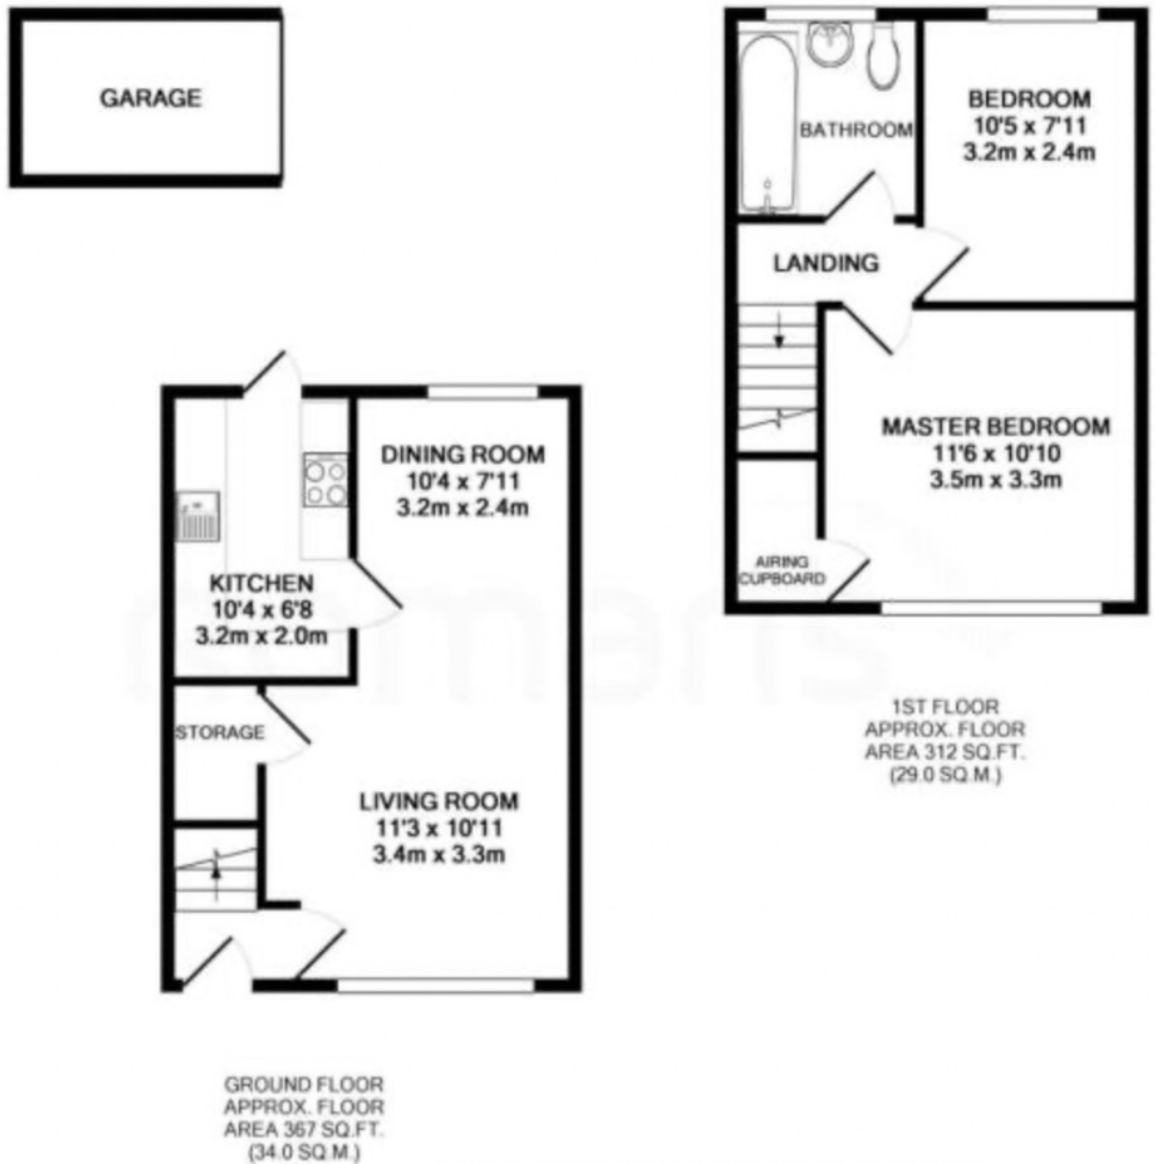 GARAGE
BATHROOM
BEDROOM
10'5 x 7'11
3.2m x 2.4m
LANDING
MASTER BEDROOM
11'6 x 10'10
3.5m x 3.3m
AIRING
CUPBOARD
1ST FLOOR
APPROX. FLOOR
AREA 312 SQ.FT.
(29.0 SQ.M.)
DINING ROOM
10'4 x 7'11
3.2m x 2.4m
KITCHEN
10'4 x 6'8
3.2m x 2.0m
STORAGE
LIVING ROOM
11'3 x 10'11
3.4m x 3.3m
GROUND FLOOR
APPROX. FLOOR
AREA 367 SQ.FT.
(34.0 SQ.M.)
romans